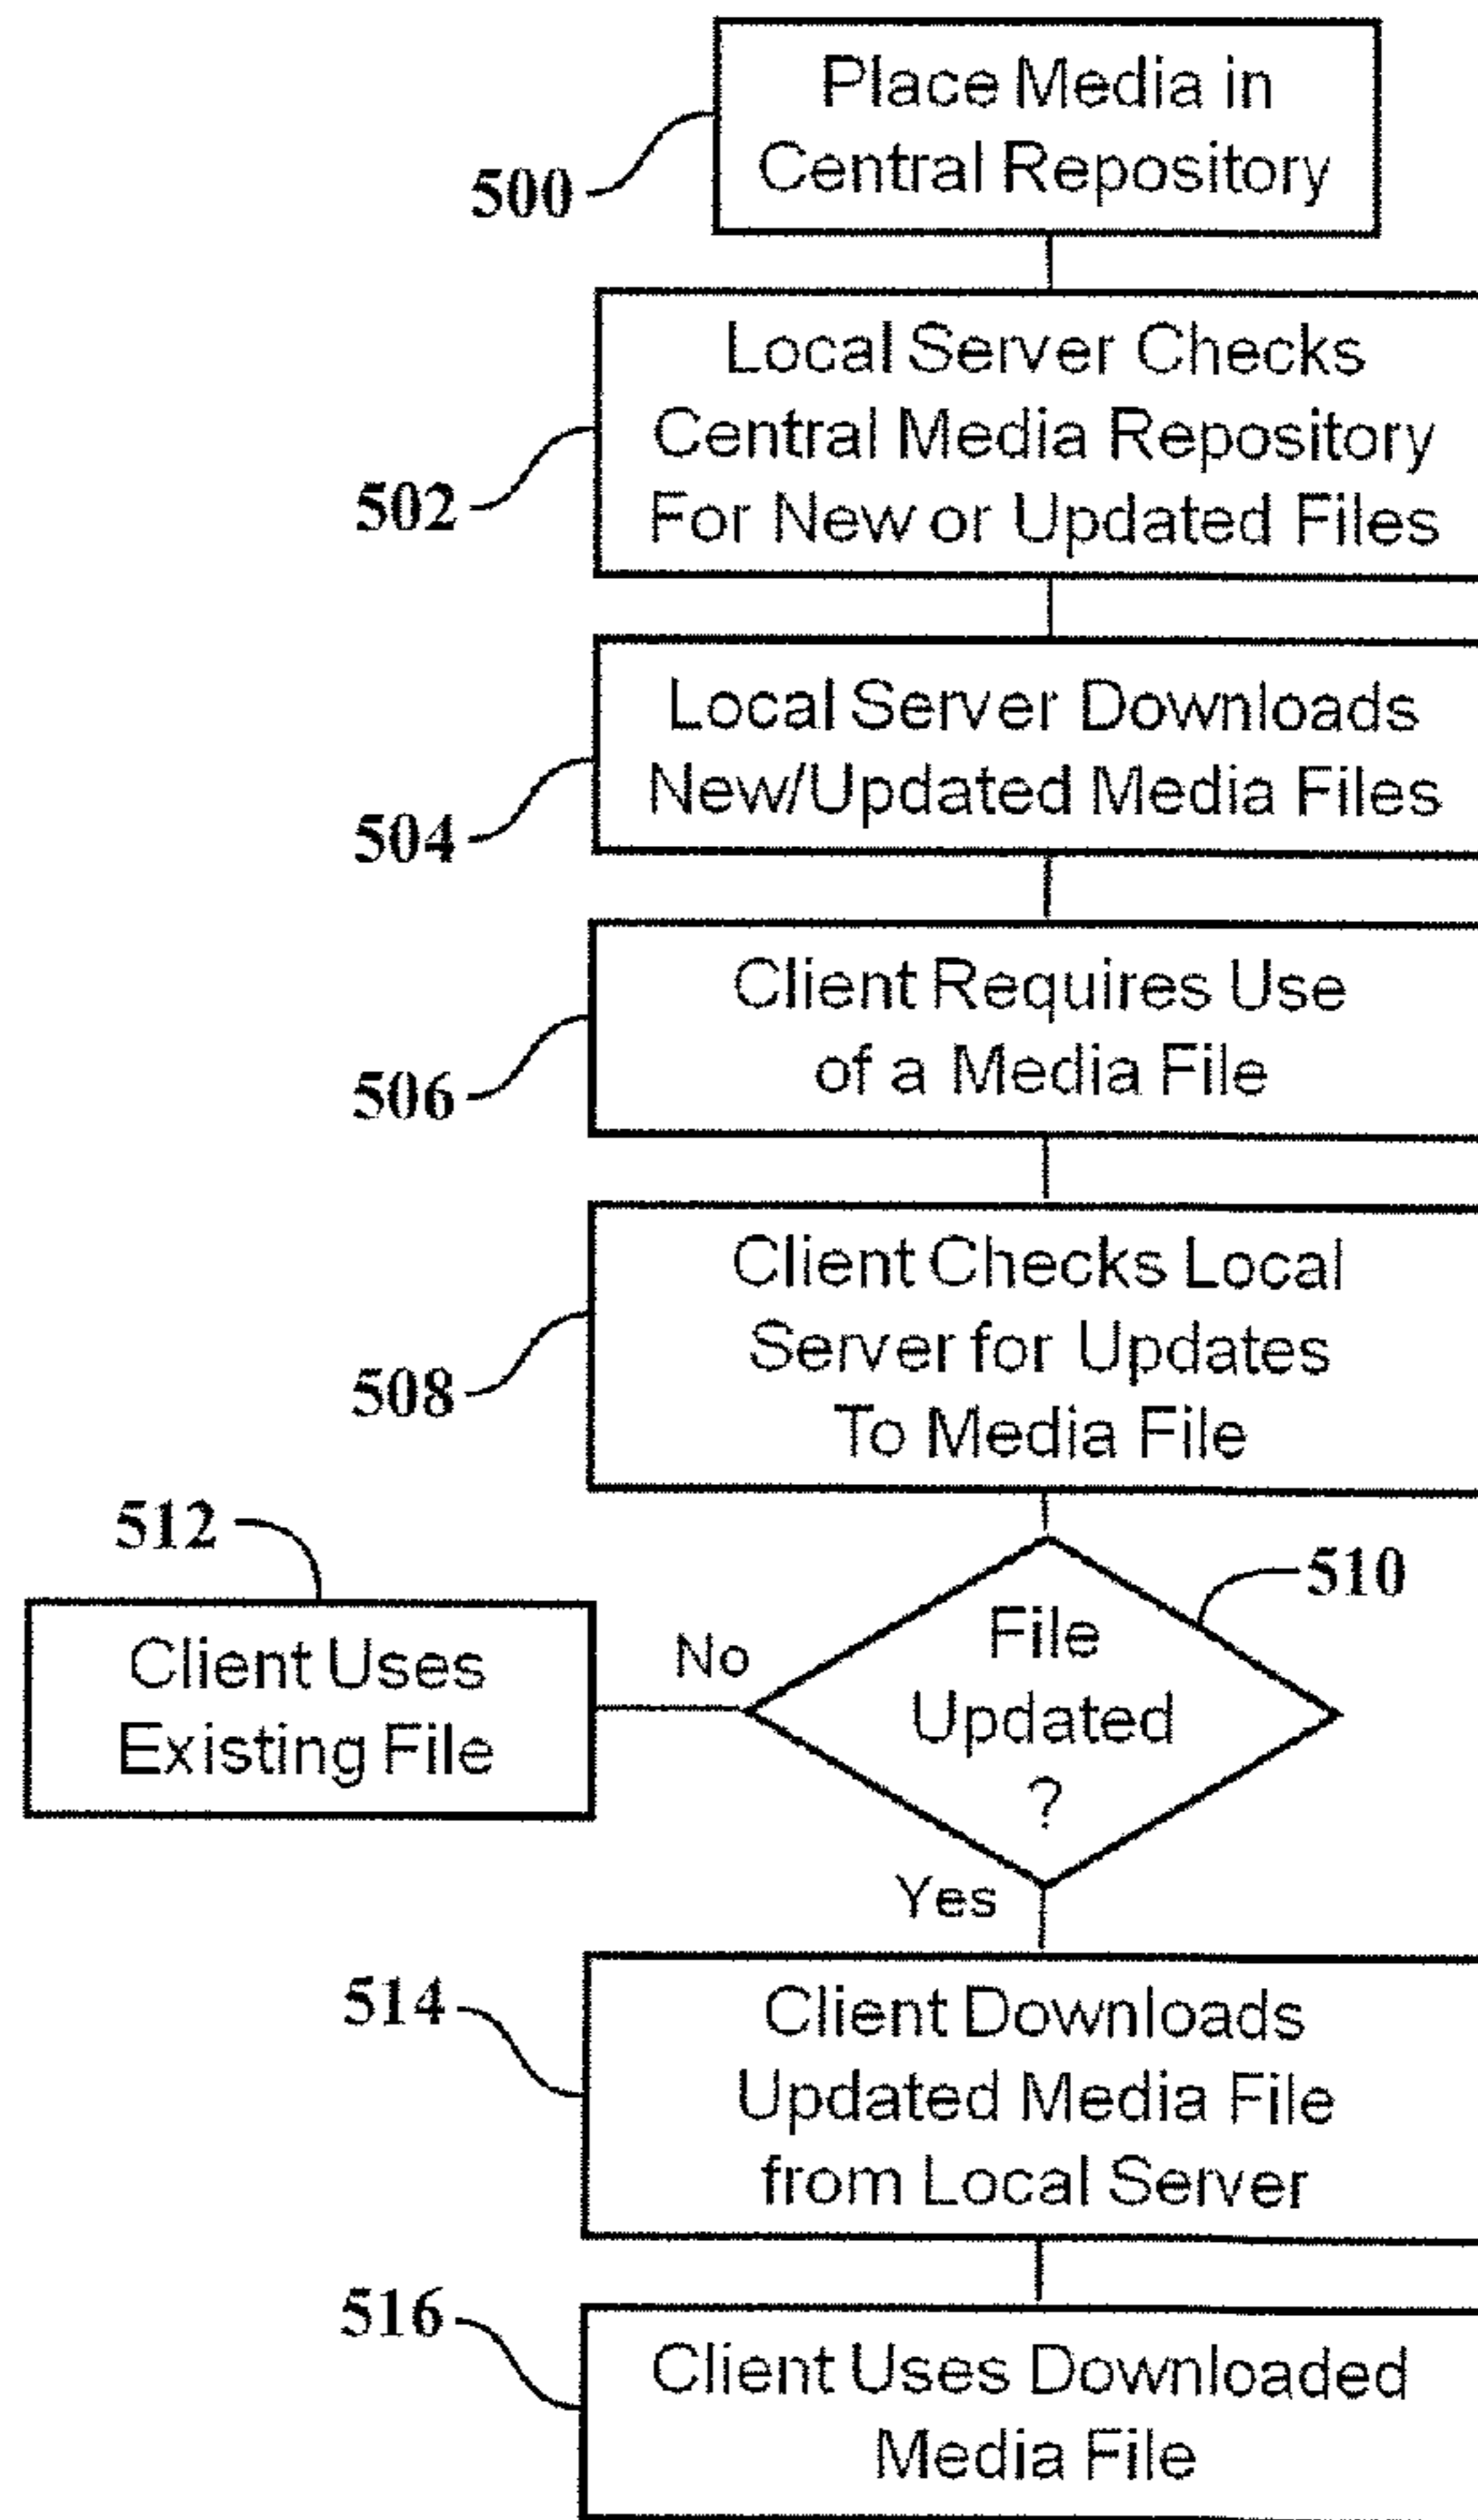 Place Media in
Central Repository
500
Local Server Checks
Central Media Repository
For New or Updated Files
502
Local Server Downloads
New/Updated Media Files
504
Client Requires Use
of a Media File
506
Client Checks Local
Server for Updates
To Media File
508
512
510
Client Uses
Existing File
No
File
Updated
?
Yes
514
Client Downloads
Updated Media File
from Local Server
516
Client Uses Downloaded
Media File